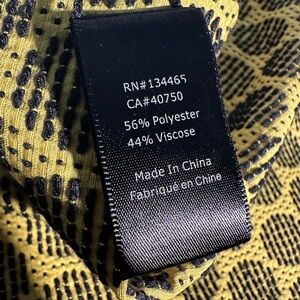 RN#134465
CA#40750
56% Polyester
44% Viscose
Made In China
Fabriqué en Chine